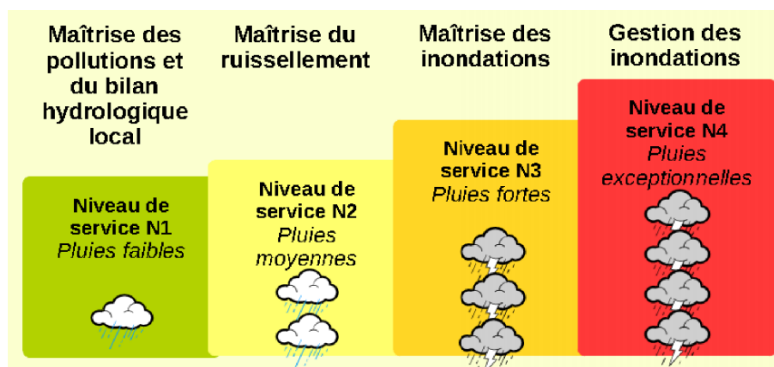 Maîtrise des
pollutions et
du bilan
hydrologique
local
Maîtrise du
ruissellement
Maîtrise des
inondations
Gestion des
inondations
Niveau de
service N1
Pluies faibles
Niveau de
service N2
Pluies
moyennes
Niveau de
service N3
Pluies fortes
Niveau de
service N4
Pluies
exceptionnelles